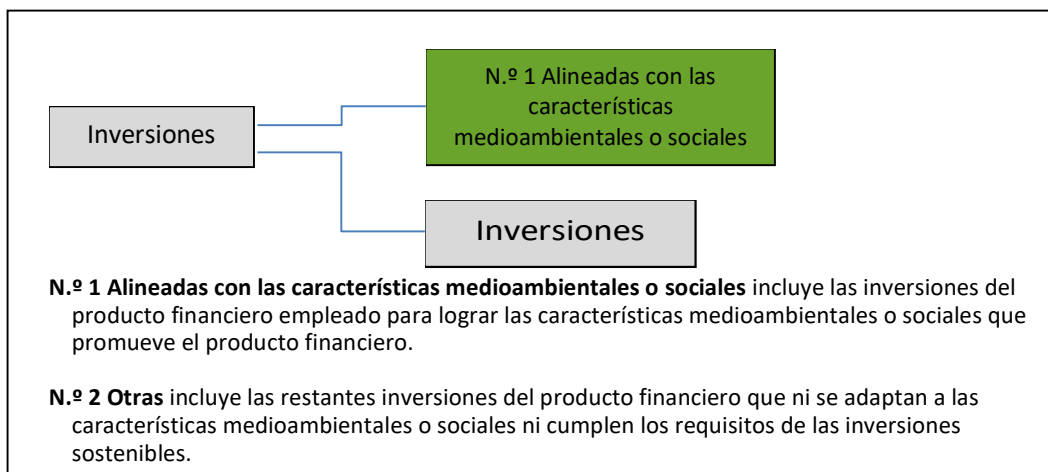 N.º 1 Alineadas con las
características
medioambientales o sociales
Inversiones
Inversiones
N.º 1 Alineadas con las características medioambientales o sociales incluye las inversiones del
producto financiero empleado para lograr las características medioambientales o sociales que
promueve el producto financiero.
N.º 2 Otras incluye las restantes inversiones del producto financiero que ni se adaptan a las
características medioambientales o sociales ni cumplen los requisitos de las inversiones
sostenibles.